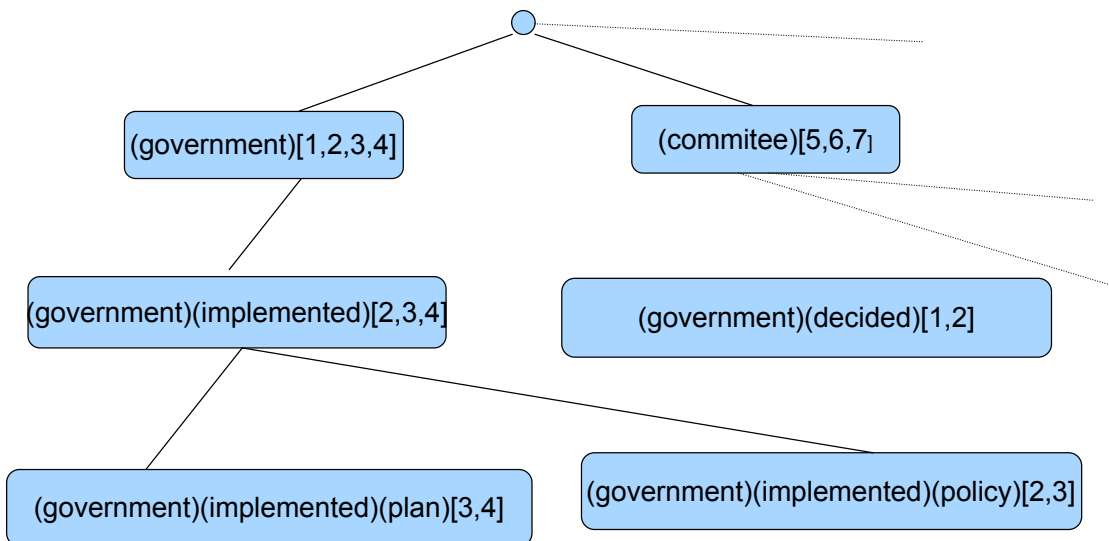 (government)[1,2,3,4]
(commitee)[5,6,7]
(government)(implemented)[2,3,4]
(government)(decided)[1,2]
(government)(implemented)(plan)[3,4]
(government)(implemented)(policy)[2,3]